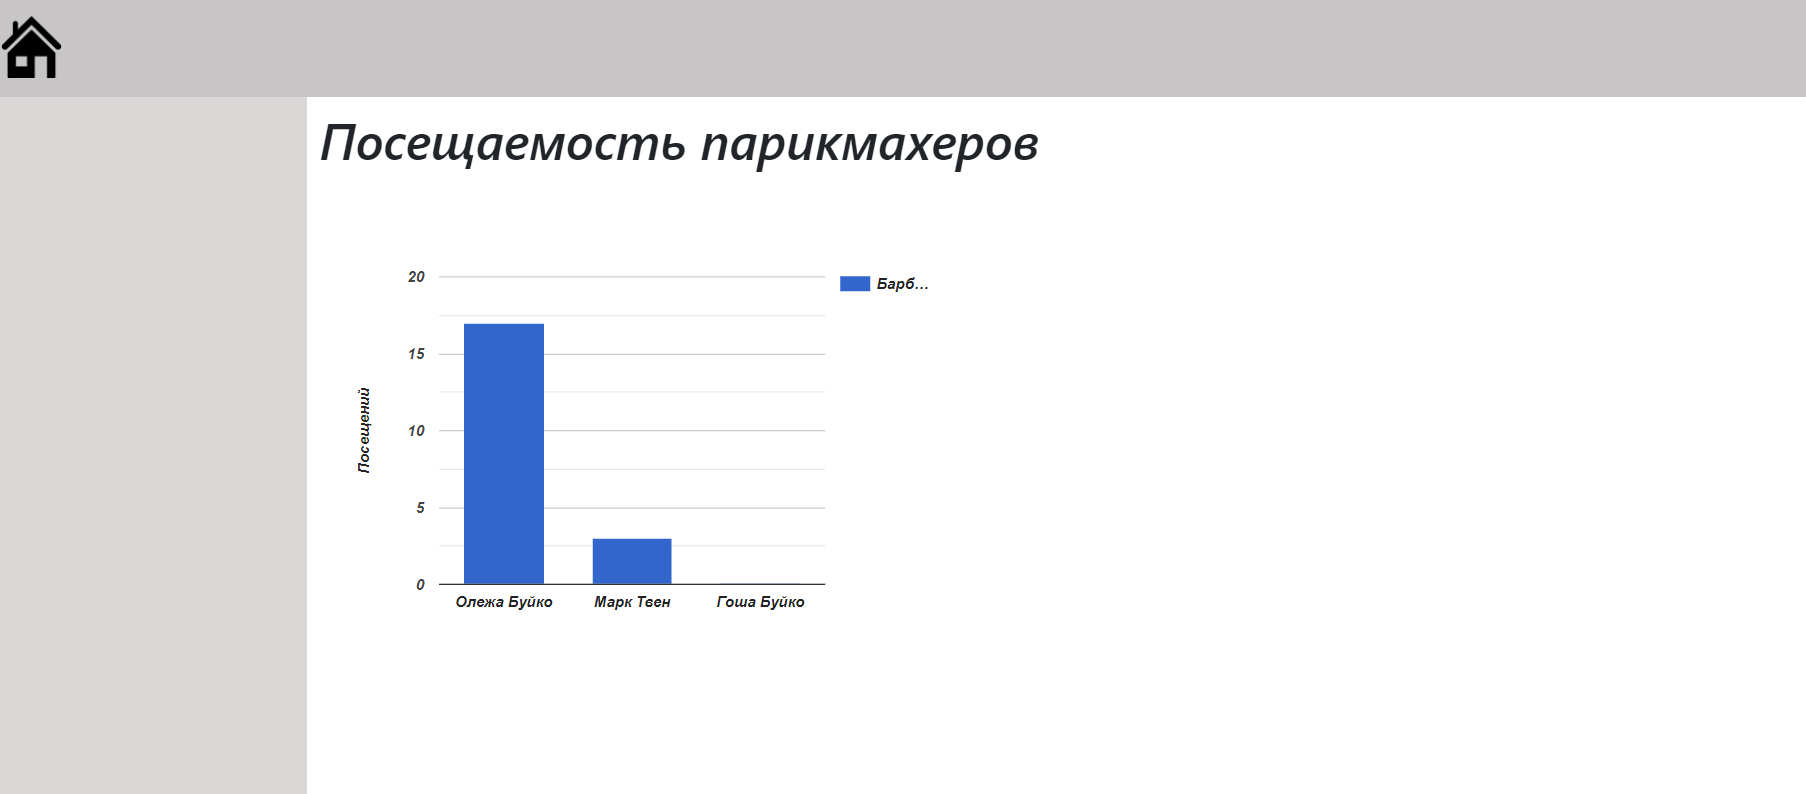 Посещаемость парикмахеров
20
15
10
5
0
Посещений
Олежа Буйко
Марк Твен
Гоша Буйко
Барб…